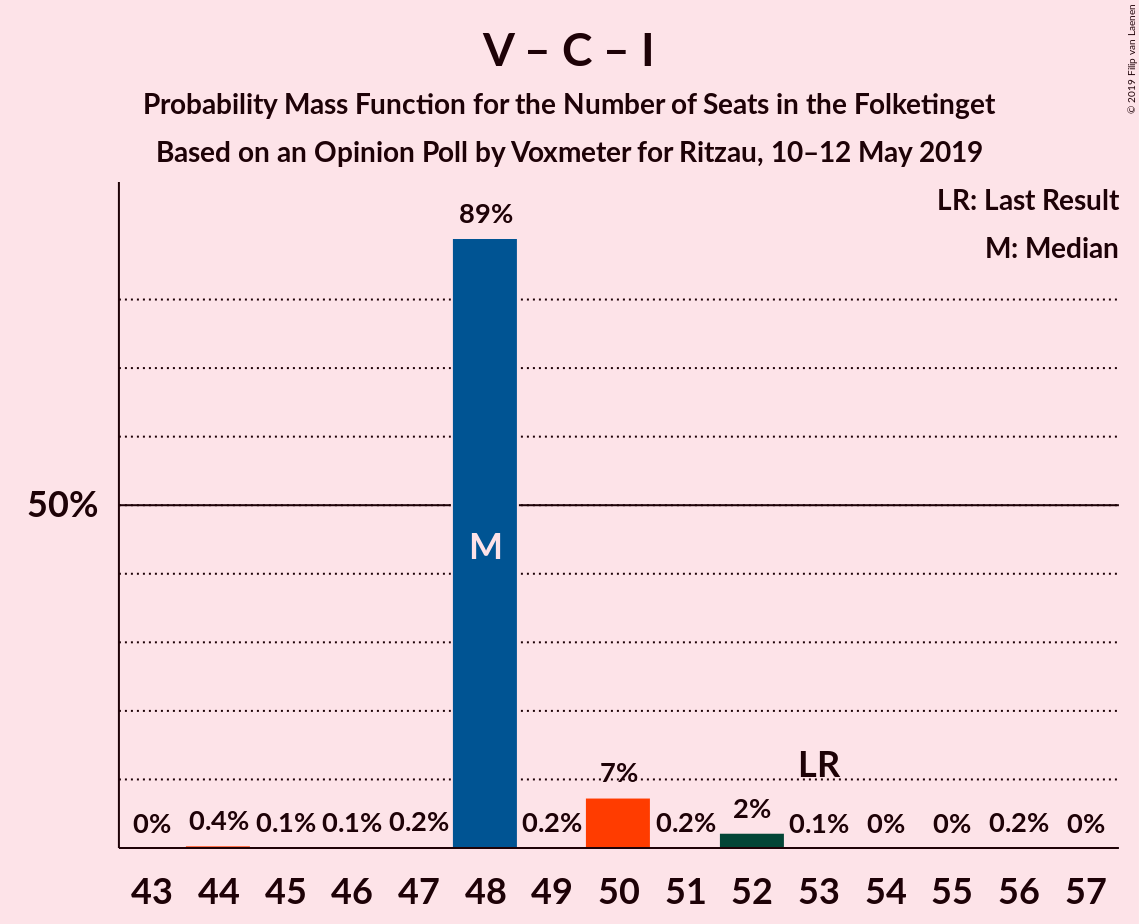 V – C – I
Probability Mass Function for the Number of Seats in the Folketinget
Based on an Opinion Poll by Voxmeter for Ritzau, 10–12 May 2019
© 2019 Filip van Laenen
LR: Last Result
M: Median
89%
50%
M
LR
0% 0.4% 0.1% 0.1% 0.2% 0.2% 7% 0.2% 2% 0.1% 0% 0% 0.2% 0%
43 44 45 46 47 48 49 50 51 52 53 54 55 56 57